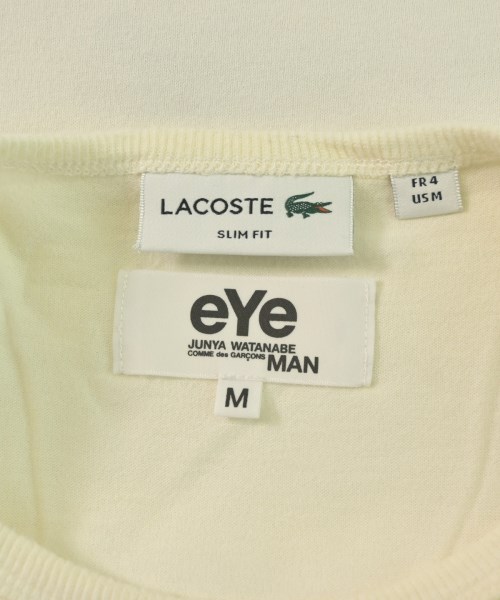 LACOSTE
SLIM FIT
FR 4
US M
eYe
JUNYA WATANABE
COMME des GARÇONS MAN
M